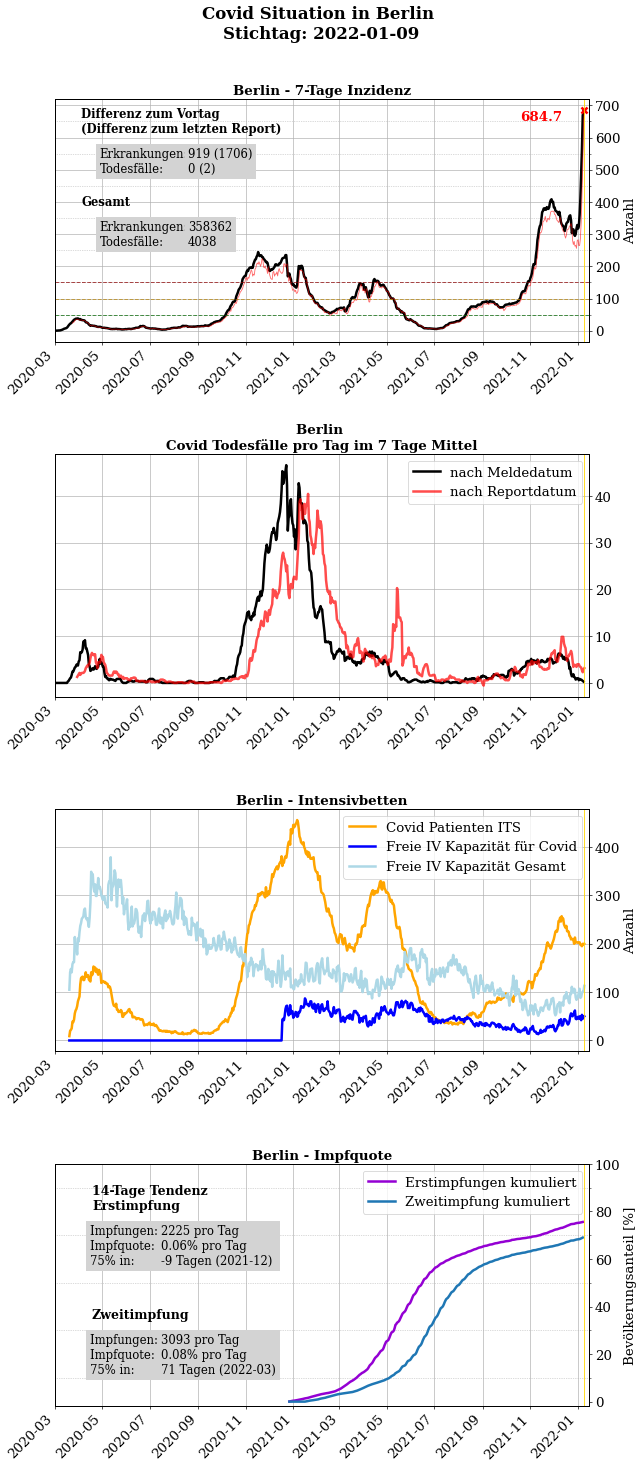 Covid Situation in Berlin
Stichtag: 2022-01-09
Berlin - 7-Tage Inzidenz
Differenz zum Vortag
(Differenz zum letzten Report)
Erkrankungen 919 (1706)
Todesfälle: 0 (2)
Gesamt
Erkrankungen 358362
Todesfälle: 4038
684.7
700
600
500
400
300
200
100
0
Anzahl
2020-03
2020-05
2020-07
2020-09
2020-11
2021-01
2021-03
2021-05
2021-07
2021-09
2021-11
2022-01
Berlin
Covid Todesfälle pro Tag im 7 Tage Mittel
nach Meldedatum
nach Reportdatum
40
30
20
10
0
2020-03
2020-05
2020-07
2020-09
2020-11
2021-01
2021-03
2021-05
2021-07
2021-09
2021-11
2022-01
Berlin - Intensivbetten
Covid Patienten ITS
Freie IV Kapazität für Covid
Freie IV Kapazität Gesamt
400
300
200
100
0
Anzahl
2020-03
2020-05
2020-07
2020-09
2020-11
2021-01
2021-03
2021-05
2021-07
2021-09
2021-11
2022-01
Berlin - Impfquote
14-Tage Tendenz
Erstimpfung
Impfungen: 2225 pro Tag
Impfquote: 0.06% pro Tag
75% in: -9 Tagen (2021-12)
Zweitimpfung
Impfungen: 3093 pro Tag
Impfquote: 0.08% pro Tag
75% in: 71 Tagen (2022-03)
Erstimpfungen kumuliert
Zweitimpfung kumuliert
100
80
60
40
20
0
Bevölkerungsanteil [%]
2020-03
2020-05
2020-07
2020-09
2020-11
2021-01
2021-03
2021-05
2021-07
2021-09
2021-11
2022-01